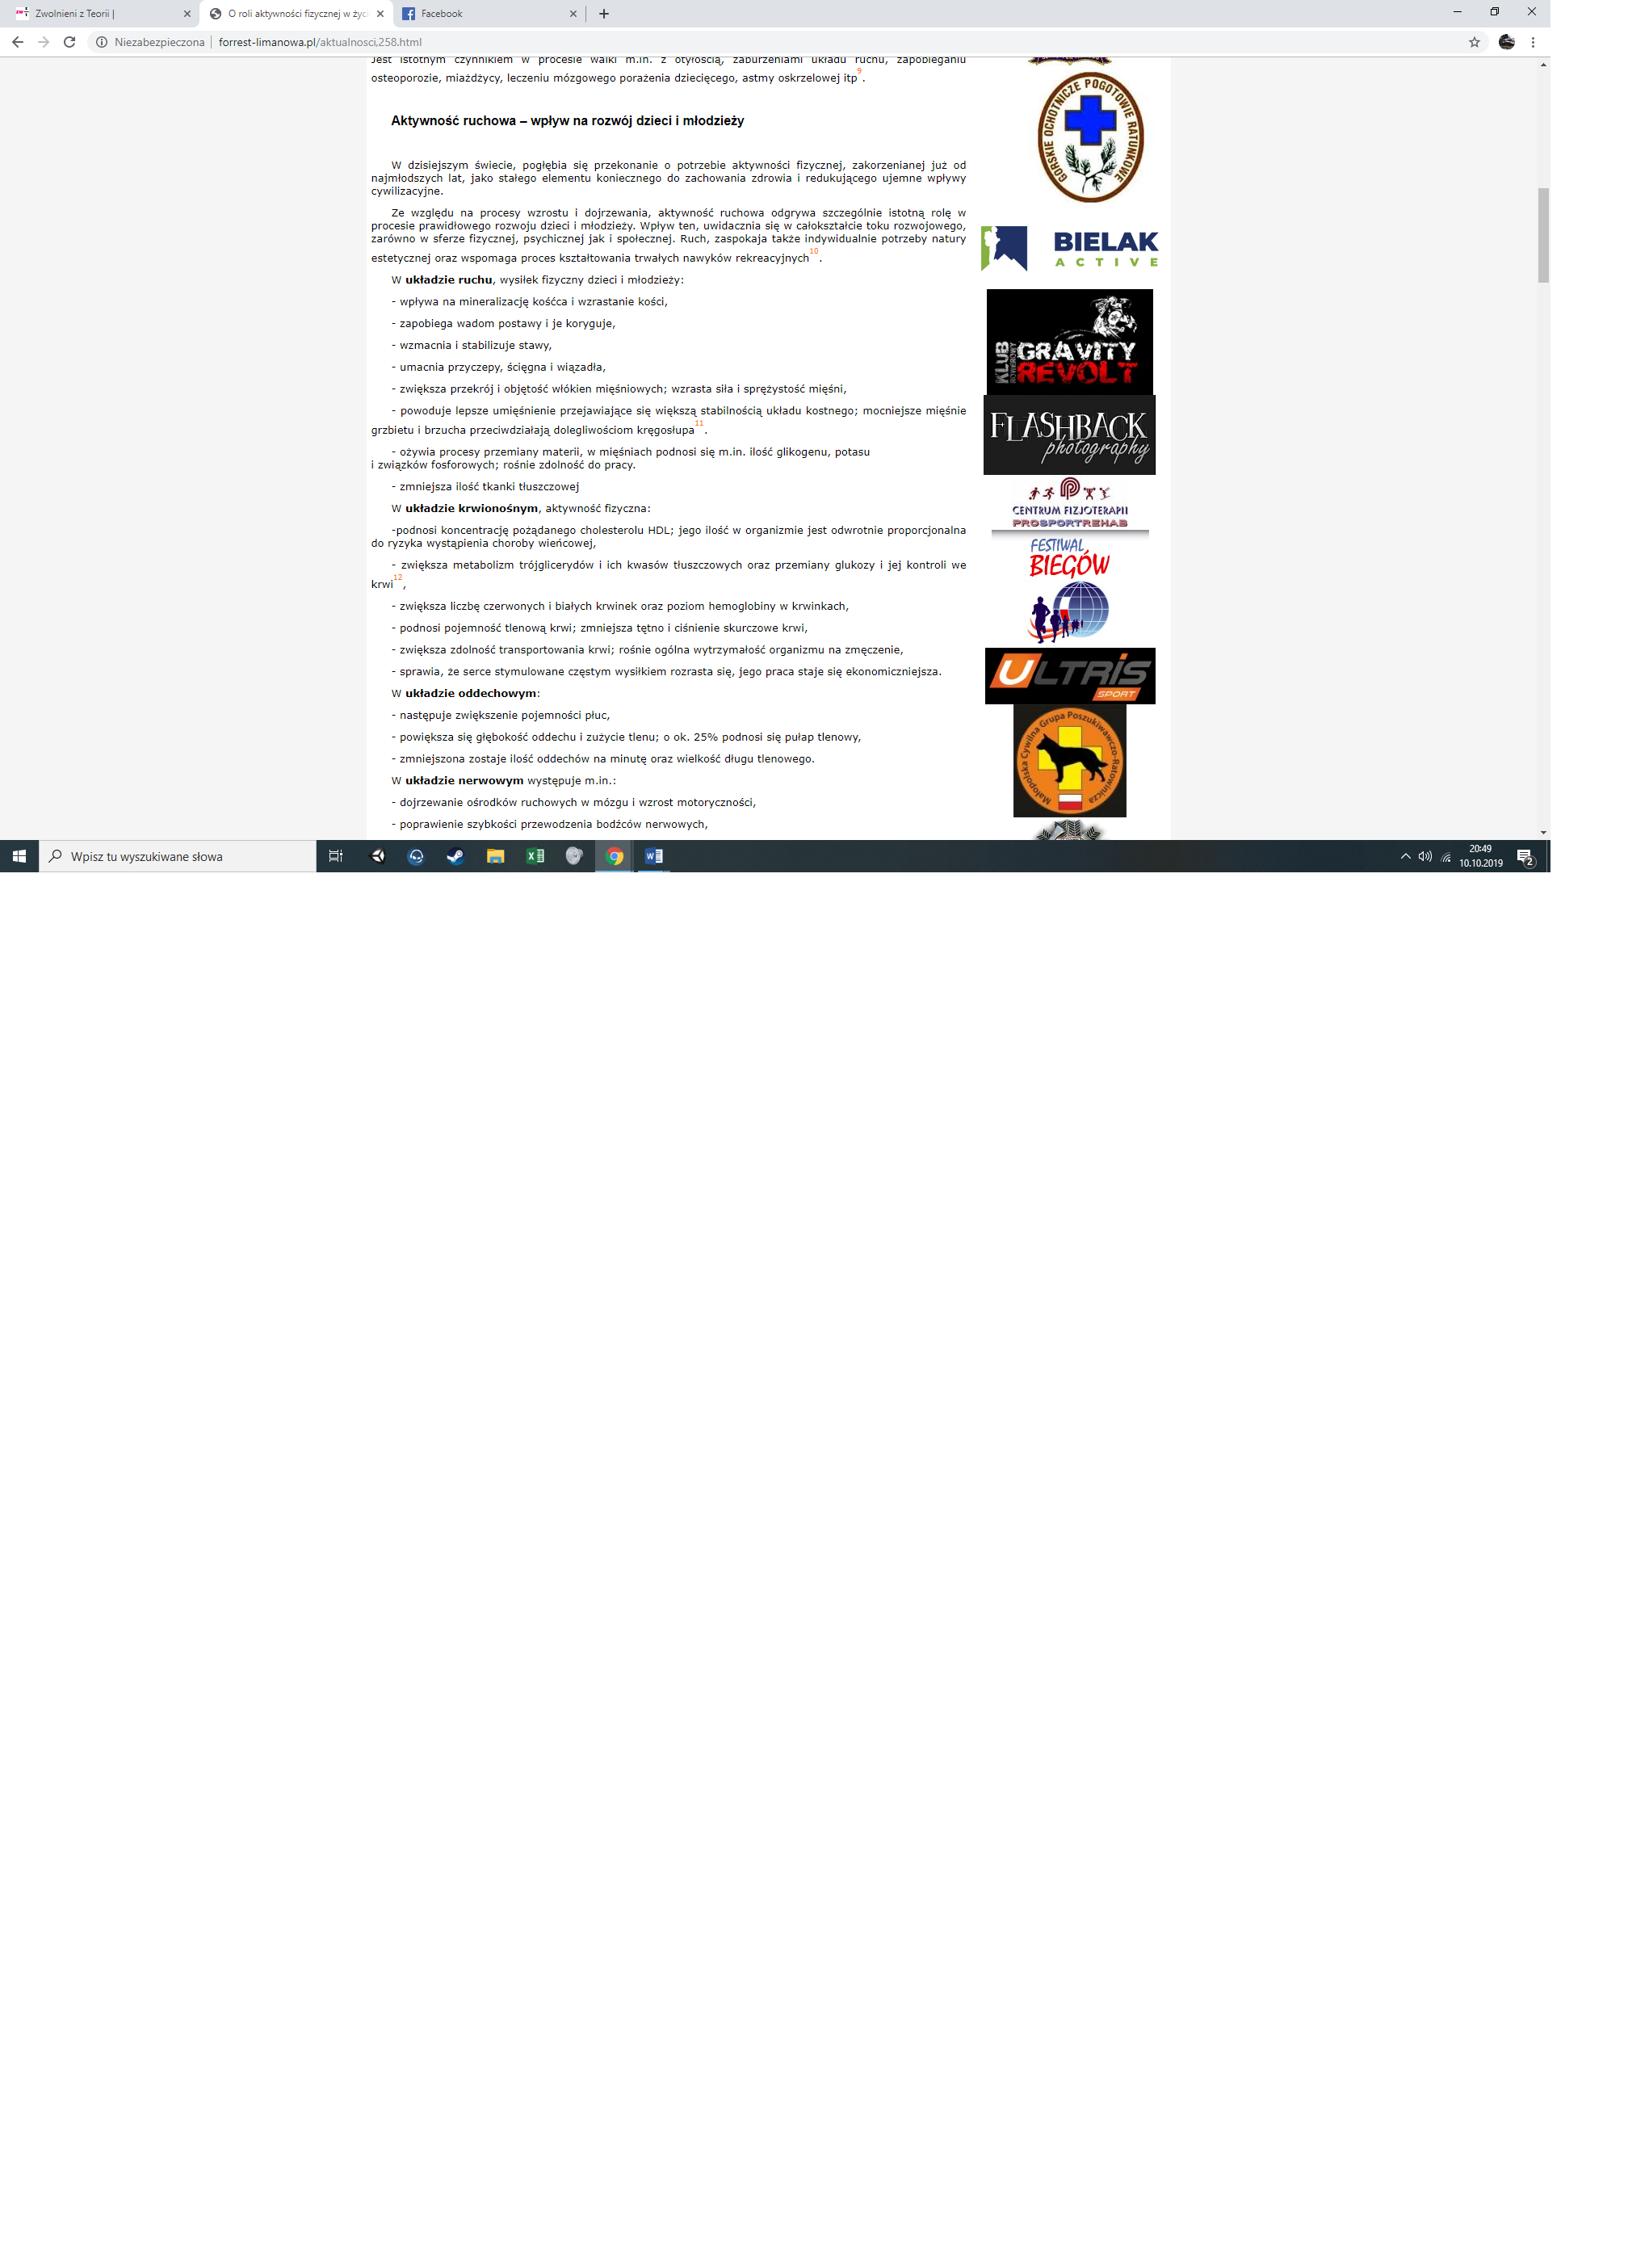 Zwolnieni z Teorii |
O roli aktywności fizycznej w życi
Facebook
Niezabezpieczona
forrest-limanowa.pl/aktualnosci,258.html
Jest istotnym czynnikiem w procesie walki m.in. z otyłością, zaburzeniami układu ruchu, zapobieganiu
osteoporozie, miażdżycy, leczeniu mózgowego porażenia dziecięcego, astmy oskrzelowej itp9.
Aktywność ruchowa – wpływ na rozwój dzieci i młodzieży
W dzisiejszym świecie, pogłębia się przekonanie o potrzebie aktywności fizycznej, zakorzenianej już od
najmłodszych lat, jako stałego elementu koniecznego do zachowania zdrowia i redukującego ujemne wpływy
cywilizacyjne.
Ze względu na procesy wzrostu i dojrzewania, aktywność ruchowa odgrywa szczególnie istotną rolę w
procesie prawidłowego rozwoju dzieci i młodzieży. Wpływ ten, uwidacznia się w całokształcie toku rozwojowego,
zarówno w sferze fizycznej, psychicznej jak i społecznej. Ruch, zaspokaja także indywidualnie potrzeby natury
estetycznej oraz wspomaga proces kształtowania trwałych nawyków rekreacyjnych10.
W układzie ruchu, wysiłek fizyczny dzieci i młodzieży:
- wpływa na mineralizację kośćca i wzrastanie kości,
- zapobiega wadom postawy i je koryguje,
- wzmacnia i stabilizuje stawy,
- umacnia przyczepy, ścięgna i wiązadła,
- zwiększa przekrój i objętość włókien mięśniowych; wzrasta siła i sprężystość mięśni,
- powoduje lepsze umięśnienie przejawiające się większą stabilnością układu kostnego; mocniejsze mięśnie
grzbietu i brzucha przeciwdziałają dolegliwościom kręgosłupa11.
- ożywia procesy przemiany materii, w mięśniach podnosi się m.in. ilość glikogenu, potasu
i związków fosforowych; rośnie zdolność do pracy.
- zmniejsza ilość tkanki tłuszczowej
W układzie krwionośnym, aktywność fizyczna:
-podnosi koncentrację pożądanego cholesterolu HDL; jego ilość w organizmie jest odwrotnie proporcjonalna
do ryzyka wystąpienia choroby wieńcowej,
- zwiększa metabolizm trójglicerydów i ich kwasów tłuszczowych oraz przemiany glukozy i jej kontroli we
krwi12,
- zwiększa liczbę czerwonych i białych krwinek oraz poziom hemoglobiny w krwinkach,
- podnosi pojemność tlenową krwi; zmniejsza tętno i ciśnienie skurczowe krwi,
- zwiększa zdolność transportowania krwi; rośnie ogólna wytrzymałość organizmu na zmęczenie,
- sprawia, że serce stymulowane częstym wysiłkiem rozrasta się, jego praca staje się ekonomiczniejsza.
W układzie oddechowym:
- następuje zwiększenie pojemności płuc,
- powiększa się głębokość oddechu i zużycie tlenu; o ok. 25% podnosi się pułap tlenowy,
- zmniejszona zostaje ilość oddechów na minutę oraz wielkość długu tlenowego.
W układzie nerwowym występuje m.in.:
- dojrzewanie ośrodków ruchowych w mózgu i wzrost motoryczności,
- poprawienie szybkości przewodzenia bodźców nerwowych,
GÓRSKIE OCHOTNICZE POGOTOWIE RATUNKOWE
BIELAK
ACTIVE
KLUB
ROWEROWY
GRAVITY
REVOLT
FLASHBACK
photography
CENTRUM FIZJOTERAPII
PROSPORTREHAB
FESTIWAL
BIEGÓW
ULTRIS
SPORT
Małopolska Cywilna Grupa Poszukiwawczo-Ratownicza
Wpisz tu wyszukiwane słowa
20:49
10.10.2019
2